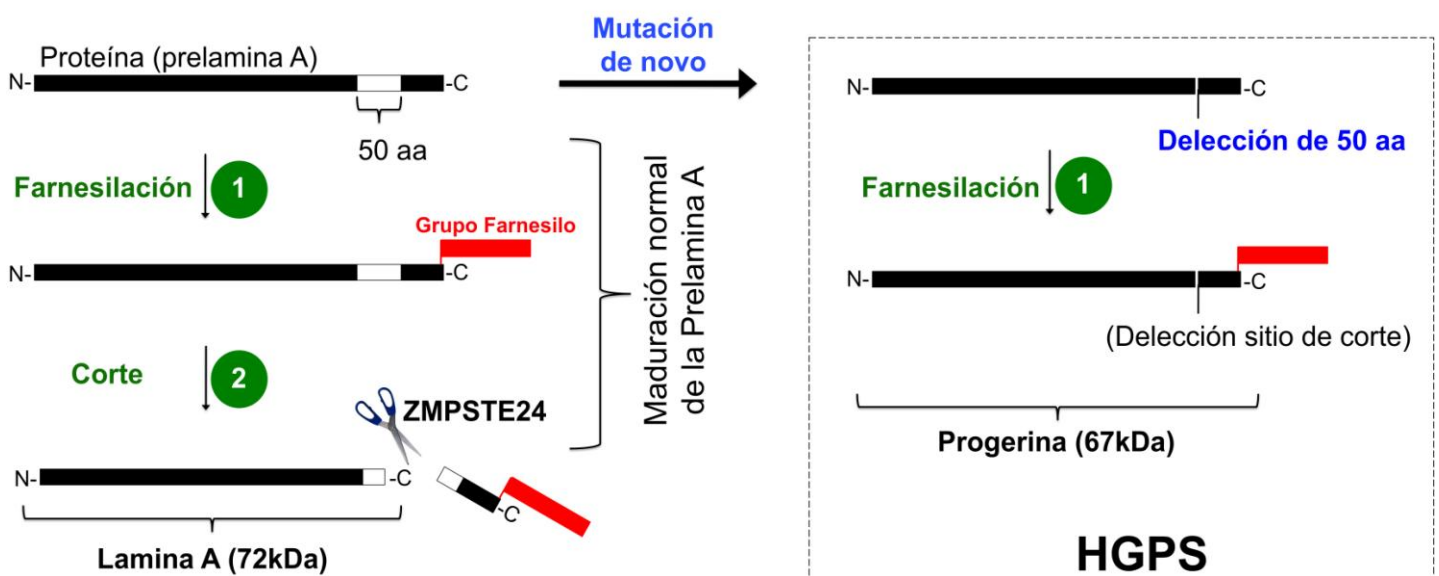 Proteína (prelamina A)
N-
-C
50 aa
Mutación
de novo
N-
-C
Delección de 50 aa
Farnesilación
1
Grupo Farnesilo
N-
-C
Maduración normal
de la Prelamina A
Farnesilación
1
N-
-C
(Delección sitio de corte)
Corte
2
ZMPSTE24
N-
-C
-C
Lamina A (72kDa)
Progerina (67kDa)
HGPS